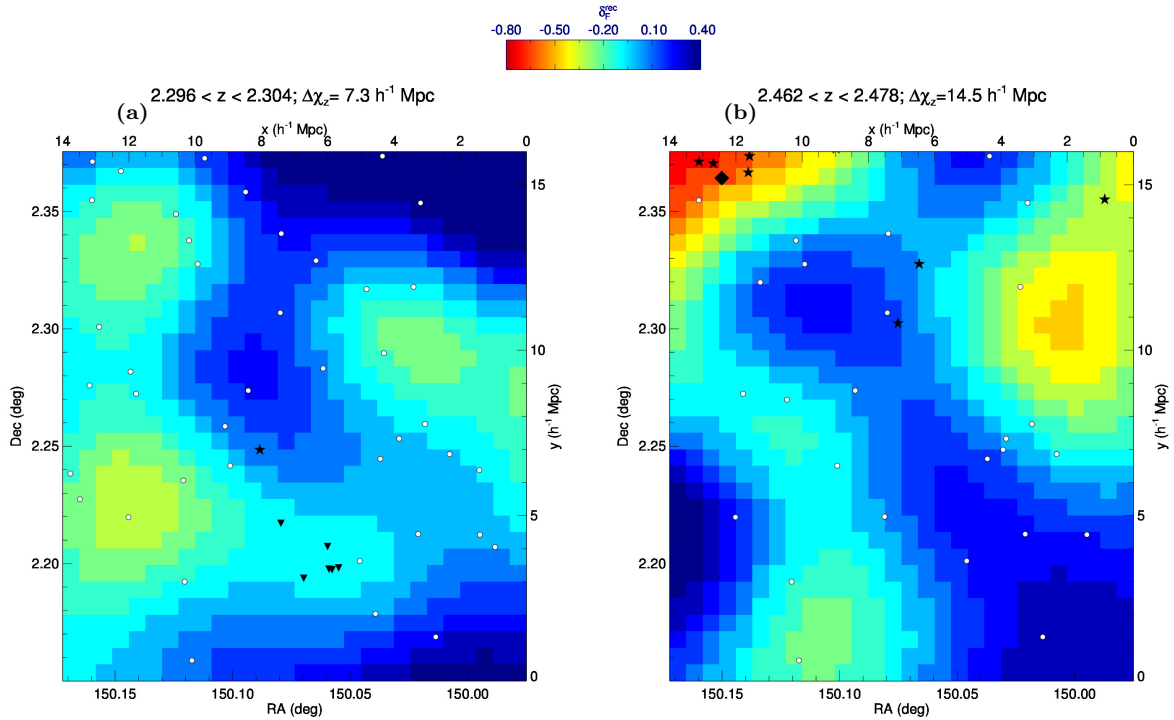 δ_F^rec
-0.80 -0.50 -0.20 0.10 0.40
(a) (b)
2.296 < z < 2.304; Δχ_z= 7.3 h⁻¹ Mpc
x (h⁻¹ Mpc)
14 12 10 8 6 4 2 0
2.35
2.30
2.25
2.20
Dec (deg)
15
10
5
0
y (h⁻¹ Mpc)
150.15 150.10 150.05 150.00
RA (deg)
2.462 < z < 2.478; Δχ_z=14.5 h⁻¹ Mpc
x (h⁻¹ Mpc)
14 12 10 8 6 4 2 0
2.35
2.30
2.25
2.20
Dec (deg)
15
10
5
0
y (h⁻¹ Mpc)
150.15 150.10 150.05 150.00
RA (deg)